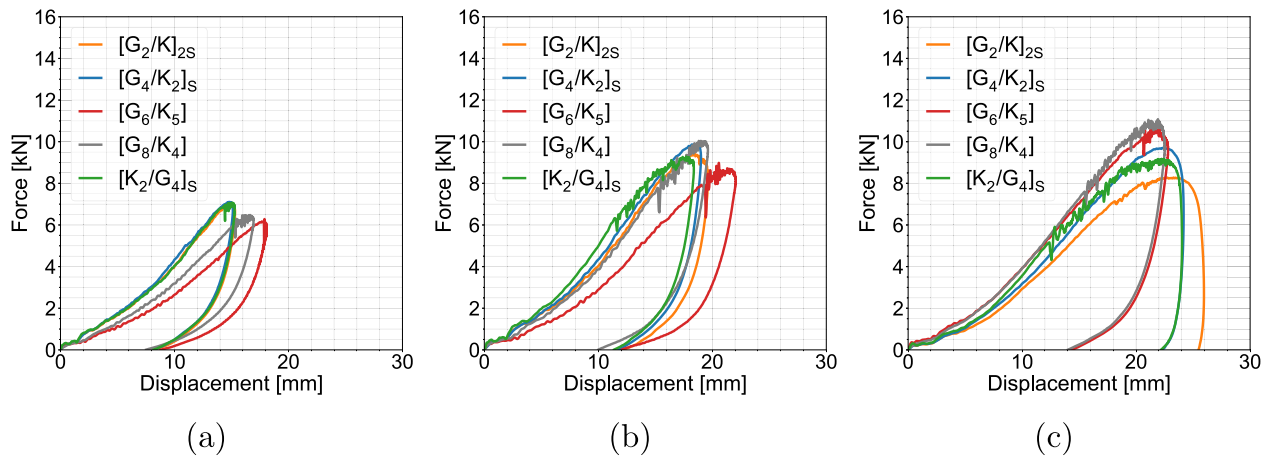 16
14
12
10
8
6
4
2
0
Force [kN]
[G₂/K]₂S
[G₄/K₂]S
[G₆/K₅]
[G₈/K₄]
[K₂/G₄]S
0 10 20 30
Displacement [mm]
(a)
16
14
12
10
8
6
4
2
0
Force [kN]
[G₂/K]₂S
[G₄/K₂]S
[G₆/K₅]
[G₈/K₄]
[K₂/G₄]S
0 10 20 30
Displacement [mm]
(b)
16
14
12
10
8
6
4
2
0
Force [kN]
[G₂/K]₂S
[G₄/K₂]S
[G₆/K₅]
[G₈/K₄]
[K₂/G₄]S
0 10 20 30
Displacement [mm]
(c)